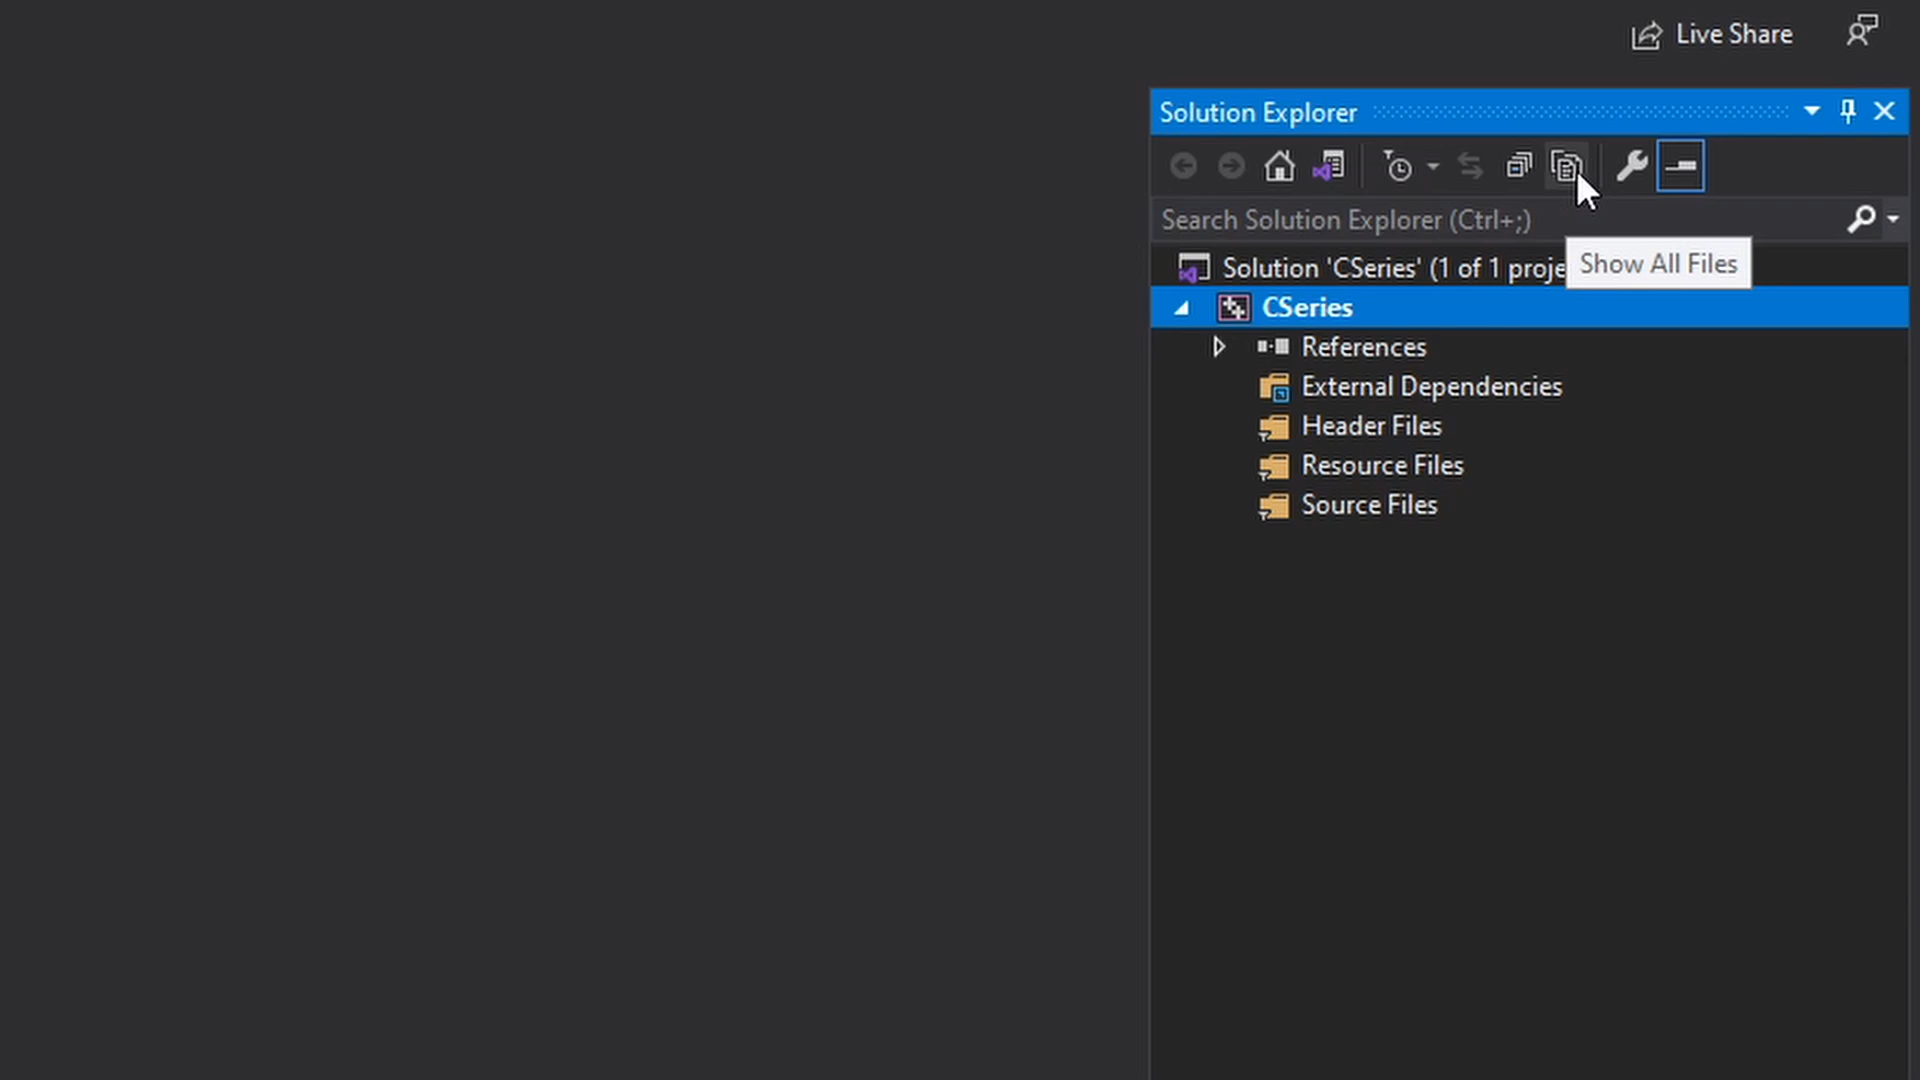 Live Share
Solution Explorer
Search Solution Explorer (Ctrl+;)
Show All Files
Solution 'CSeries' (1 of 1 proje
CSeries
References
External Dependencies
Header Files
Resource Files
Source Files